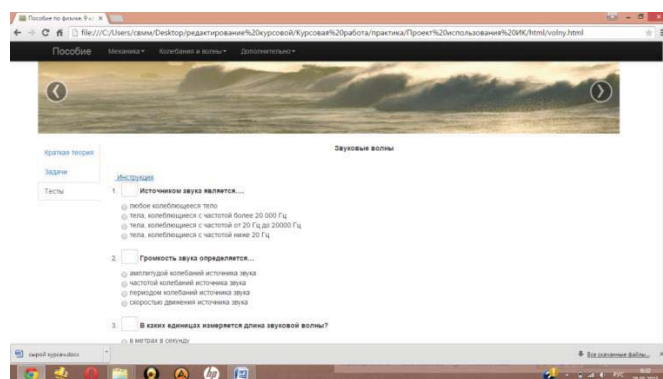 Пособие по физике. 9 кл
file:///C:/Users/свмм/Desktop/редактирование%20курсовой/Курсовая%20работа/практика/Проект%20использования%20ИК/html/volny.html
Пособие Механика Колебания и волны Дополнительно
Звуковые волны
Краткая теория
Задачи
Тесты
Инструкция
1. Источником звука является....
любое колеблющееся тело
тела, колеблющиеся с частотой более 20 000 Гц
тела, колеблющиеся с частотой от 20 Гц до 20000 Гц
тела, колеблющиеся с частотой ниже 20 Гц
2. Громкость звука определяется...
амплитудой колебаний источника звука
частотой колебаний источника звука
периодом колебаний источника звука
скоростью движения источника звука
3. В каких единицах измеряется длина звуковой волны?
в метрах в секунду
Все скачанные файлы...
РУС